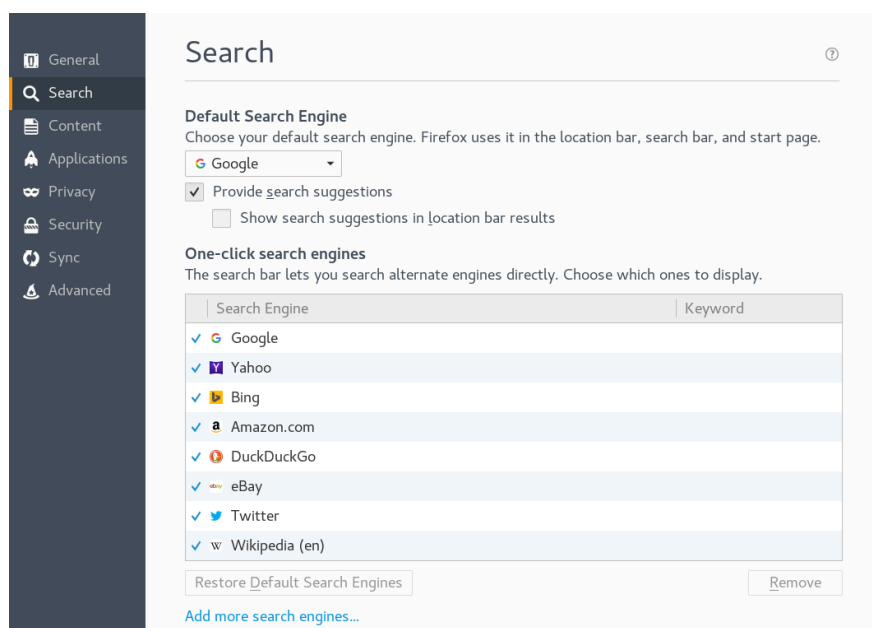 General
Search
Content
Applications
Privacy
Security
Sync
Advanced
Search
?
Default Search Engine
Choose your default search engine. Firefox uses it in the location bar, search bar, and start page.
Google
Provide search suggestions
Show search suggestions in location bar results
One-click search engines
The search bar lets you search alternate engines directly. Choose which ones to display.
Search Engine Keyword
Google
Yahoo
Bing
Amazon.com
DuckDuckGo
eBay
Twitter
Wikipedia (en)
Restore Default Search Engines Remove
Add more search engines...